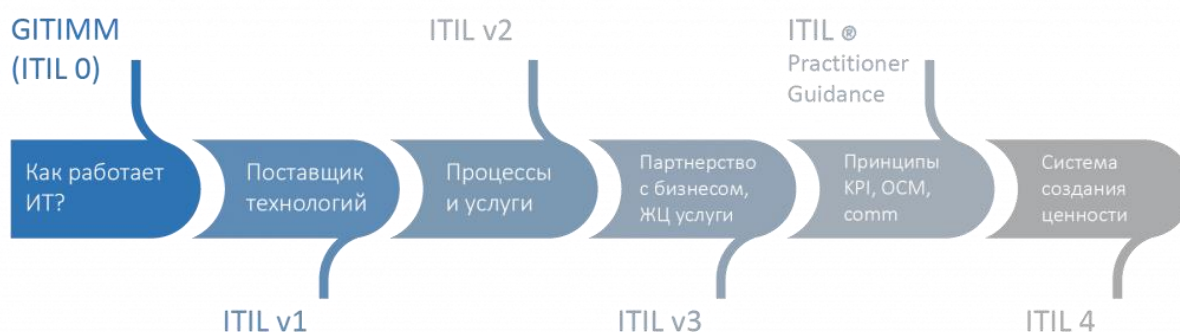 GITIMM
(ITIL 0)
ITIL v2
ITIL ®
Practitioner
Guidance
Как работает
ИТ?
Поставщик
технологий
Процессы
и услуги
Партнерство
с бизнесом,
ЖЦ услуги
Принципы
KPI, OCM,
comm
Система
создания
ценности
ITIL v1
ITIL v3
ITIL 4